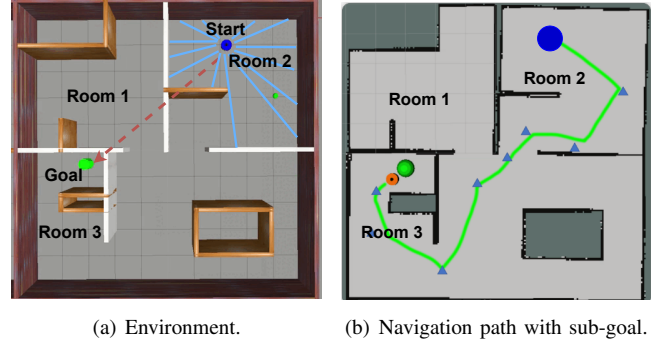 Start
Room 2
Room 1
Goal
Room 3
Room 2
Room 1
Room 3
(a) Environment.
(b) Navigation path with sub-goal.